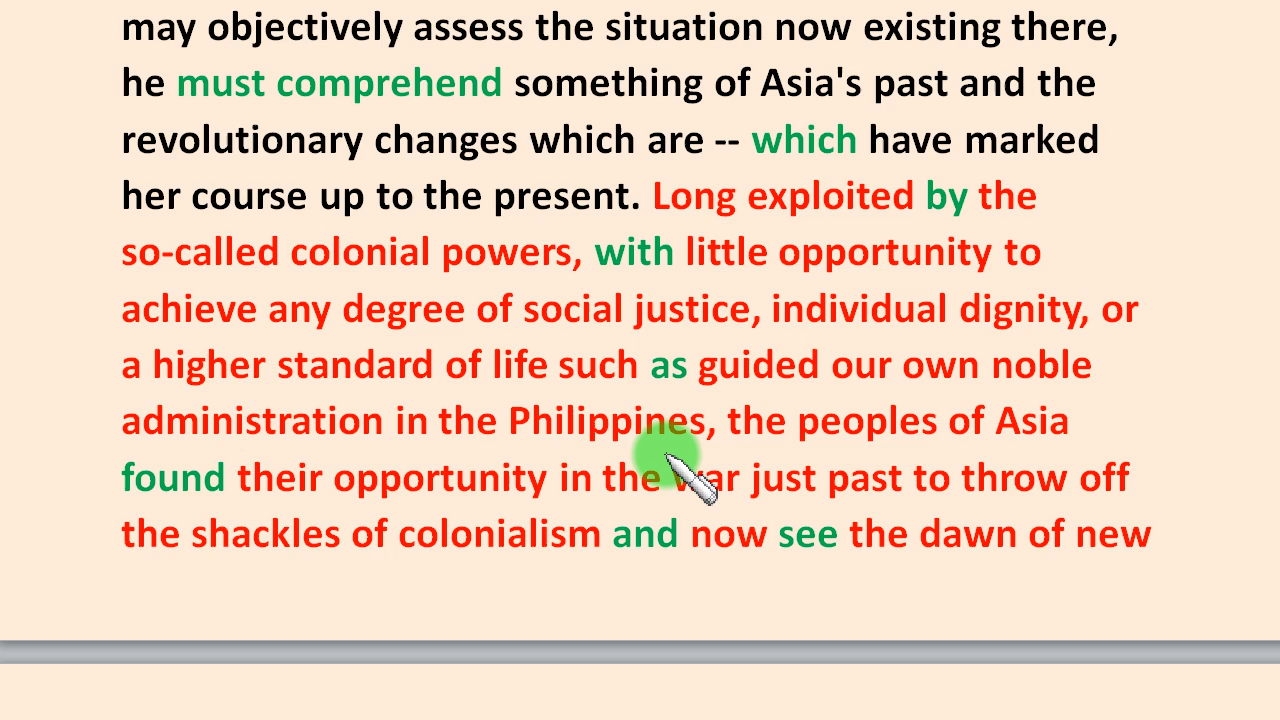 may objectively assess the situation now existing there,
he must comprehend something of Asia's past and the
revolutionary changes which are -- which have marked
her course up to the present. Long exploited by the
so-called colonial powers, with little opportunity to
achieve any degree of social justice, individual dignity, or
a higher standard of life such as guided our own noble
administration in the Philippines, the peoples of Asia
found their opportunity in the war just past to throw off
the shackles of colonialism and now see the dawn of new